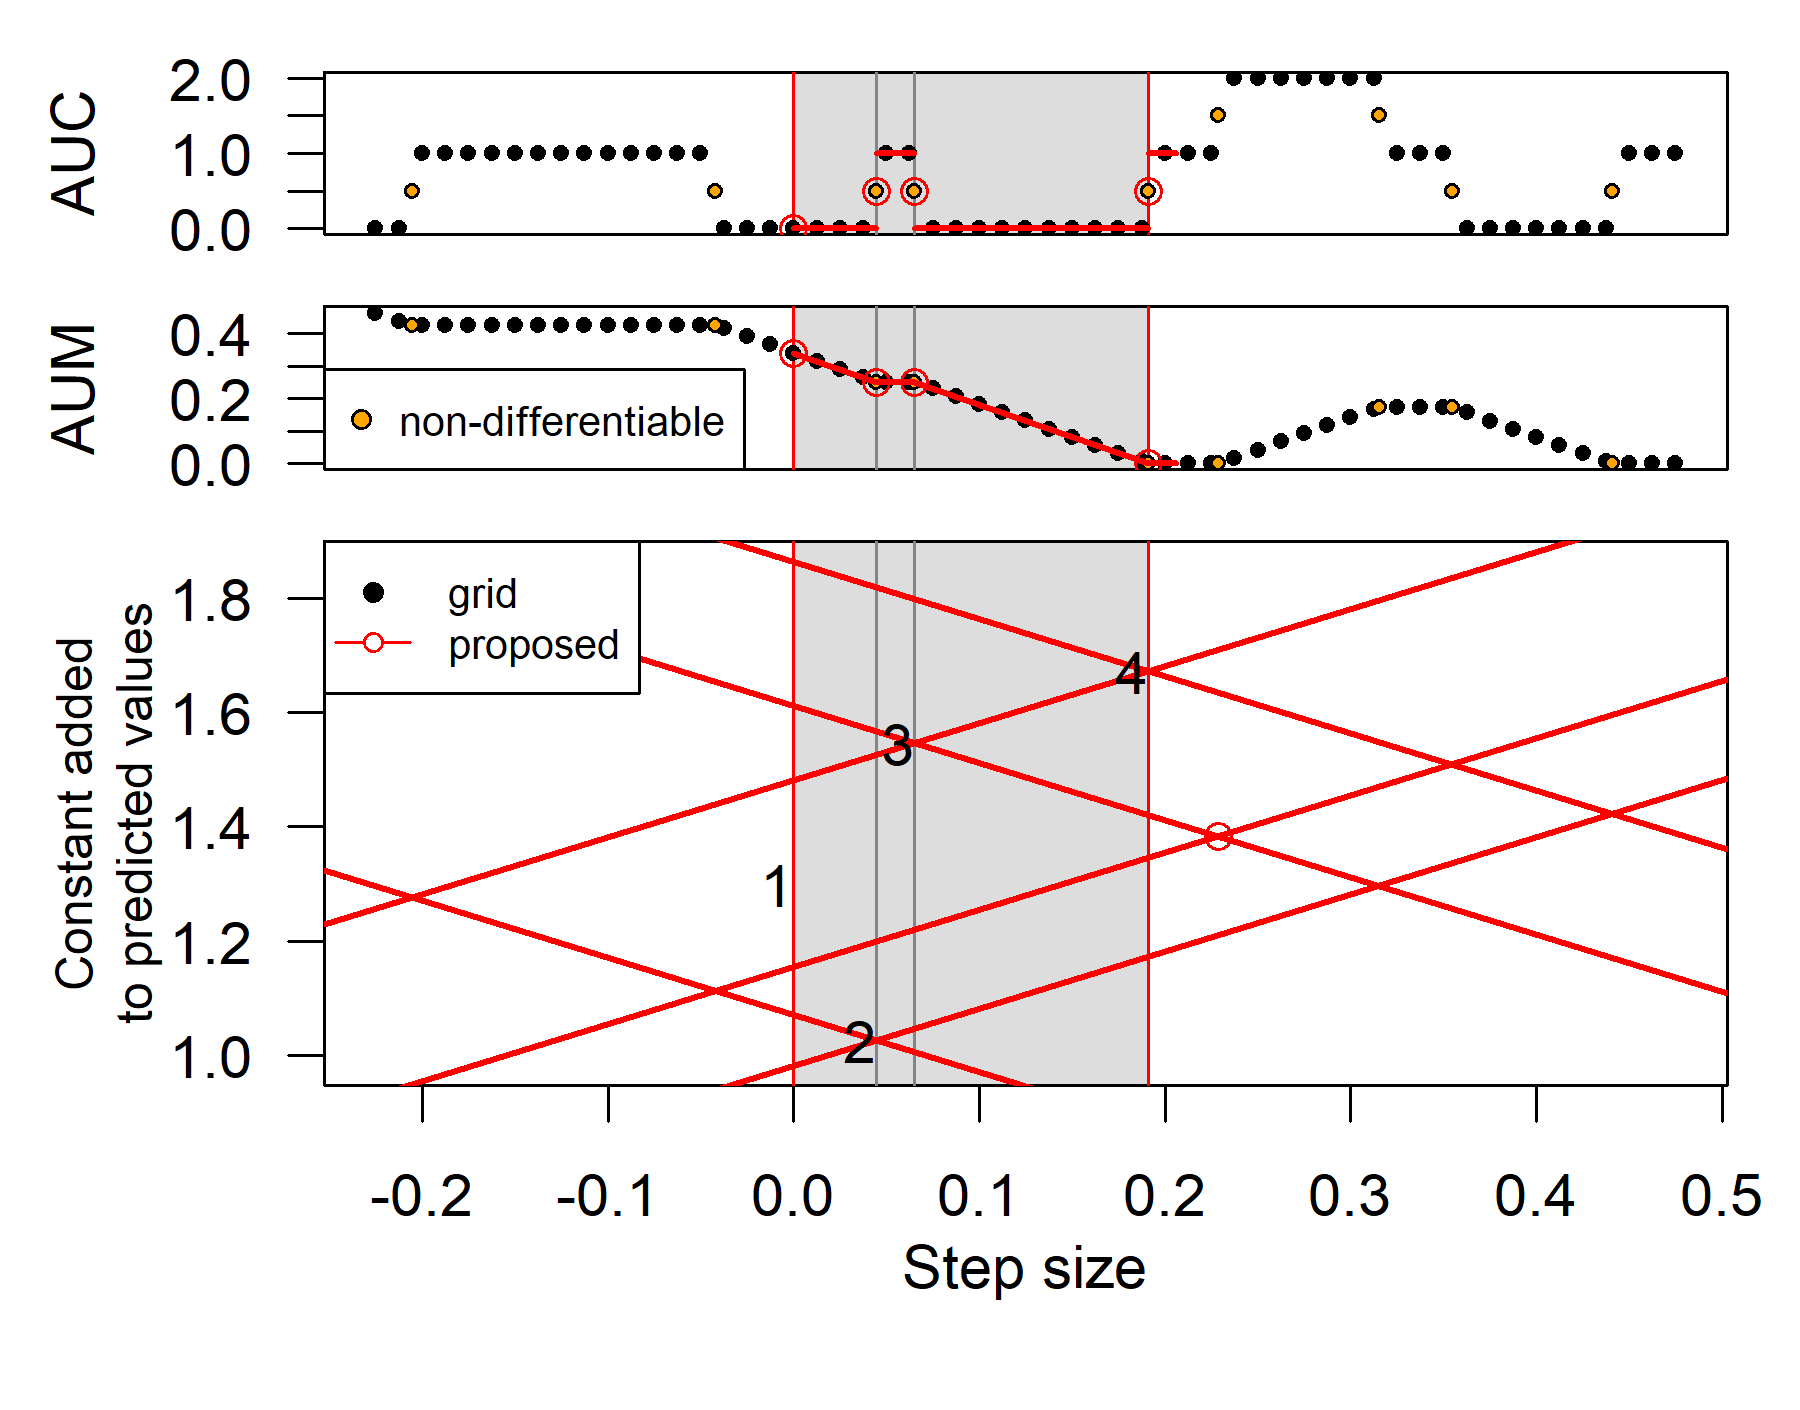 AUC
2.0
1.0
0.0
AUM
0.4
0.2
0.0
non-differentiable
Constant added
to predicted values
1.8
1.6
1.4
1.2
1.0
grid
proposed
4
3
1
2
-0.2 -0.1 0.0 0.1 0.2 0.3 0.4 0.5
Step size